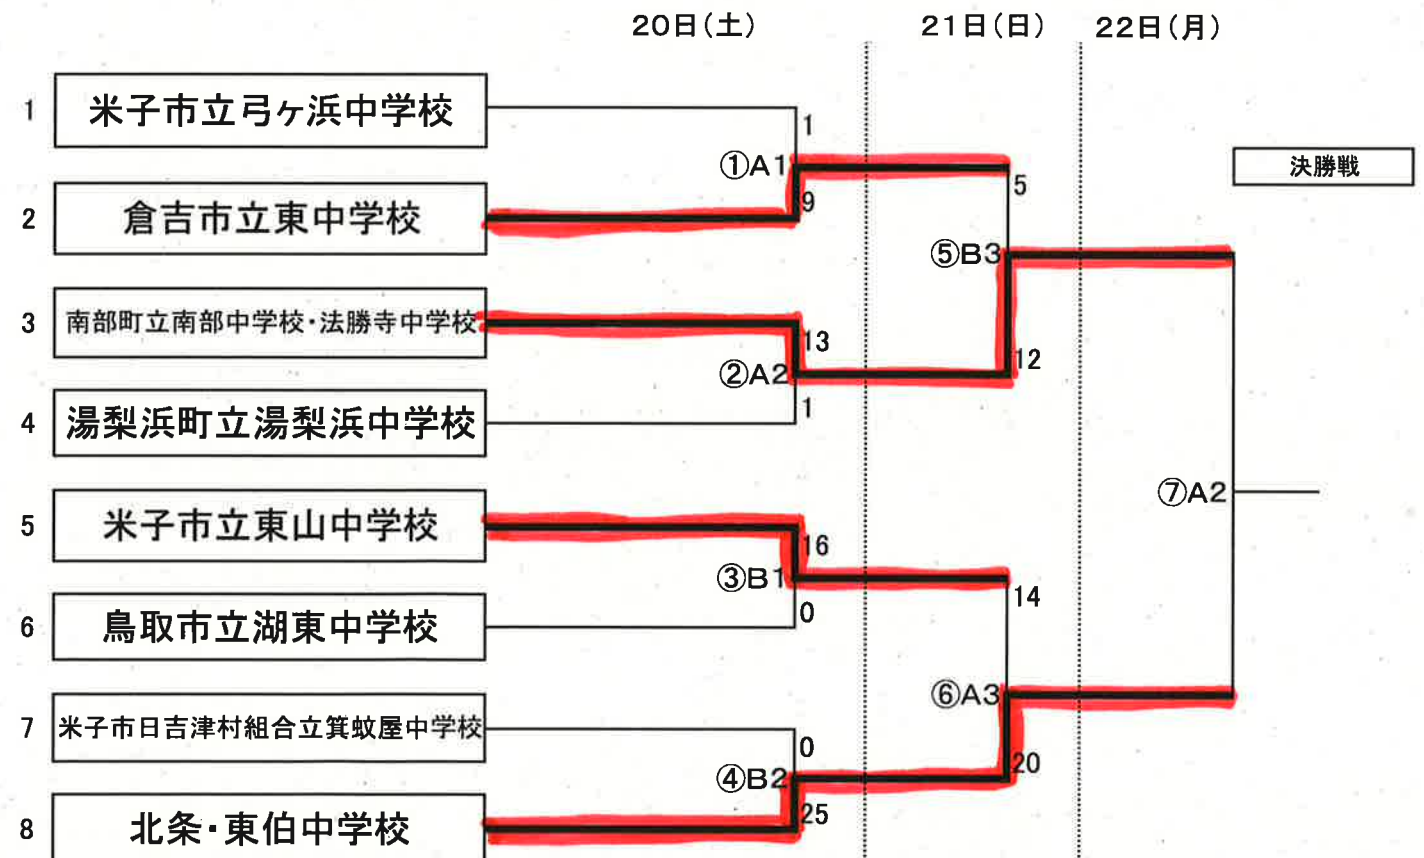 20日(土) 21日(日) 22日(月)
1 米子市立弓ヶ浜中学校
1
①A1
決勝戦
5
9
2 倉吉市立東中学校
⑤B3
3 南部町立南部中学校・法勝寺中学校
13
12
②A2
1
4 湯梨浜町立湯梨浜中学校
⑦A2
5 米子市立東山中学校
16
③B1
14
0
6 鳥取市立湖東中学校
⑥A3
7 米子市日吉津村組合立箕蚊屋中学校
0
20
④B2
25
8 北条・東伯中学校